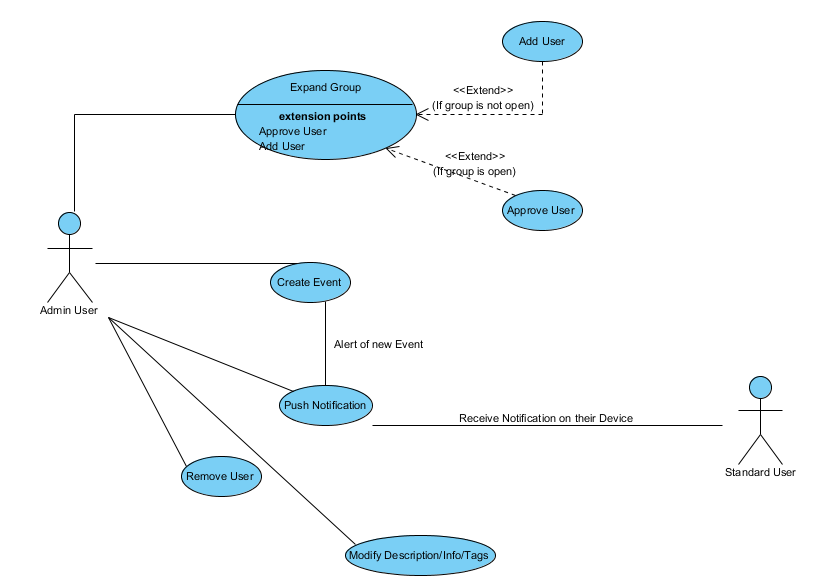 Add User
Expand Group
<<Extend>>
(If group is not open)
extension points
Approve User
Add User
<<Extend>>
(If group is open)
Approve User
Create Event
Admin User
Alert of new Event
Push Notification
Receive Notification on their Device
Standard User
Remove User
Modify Description/Info/Tags